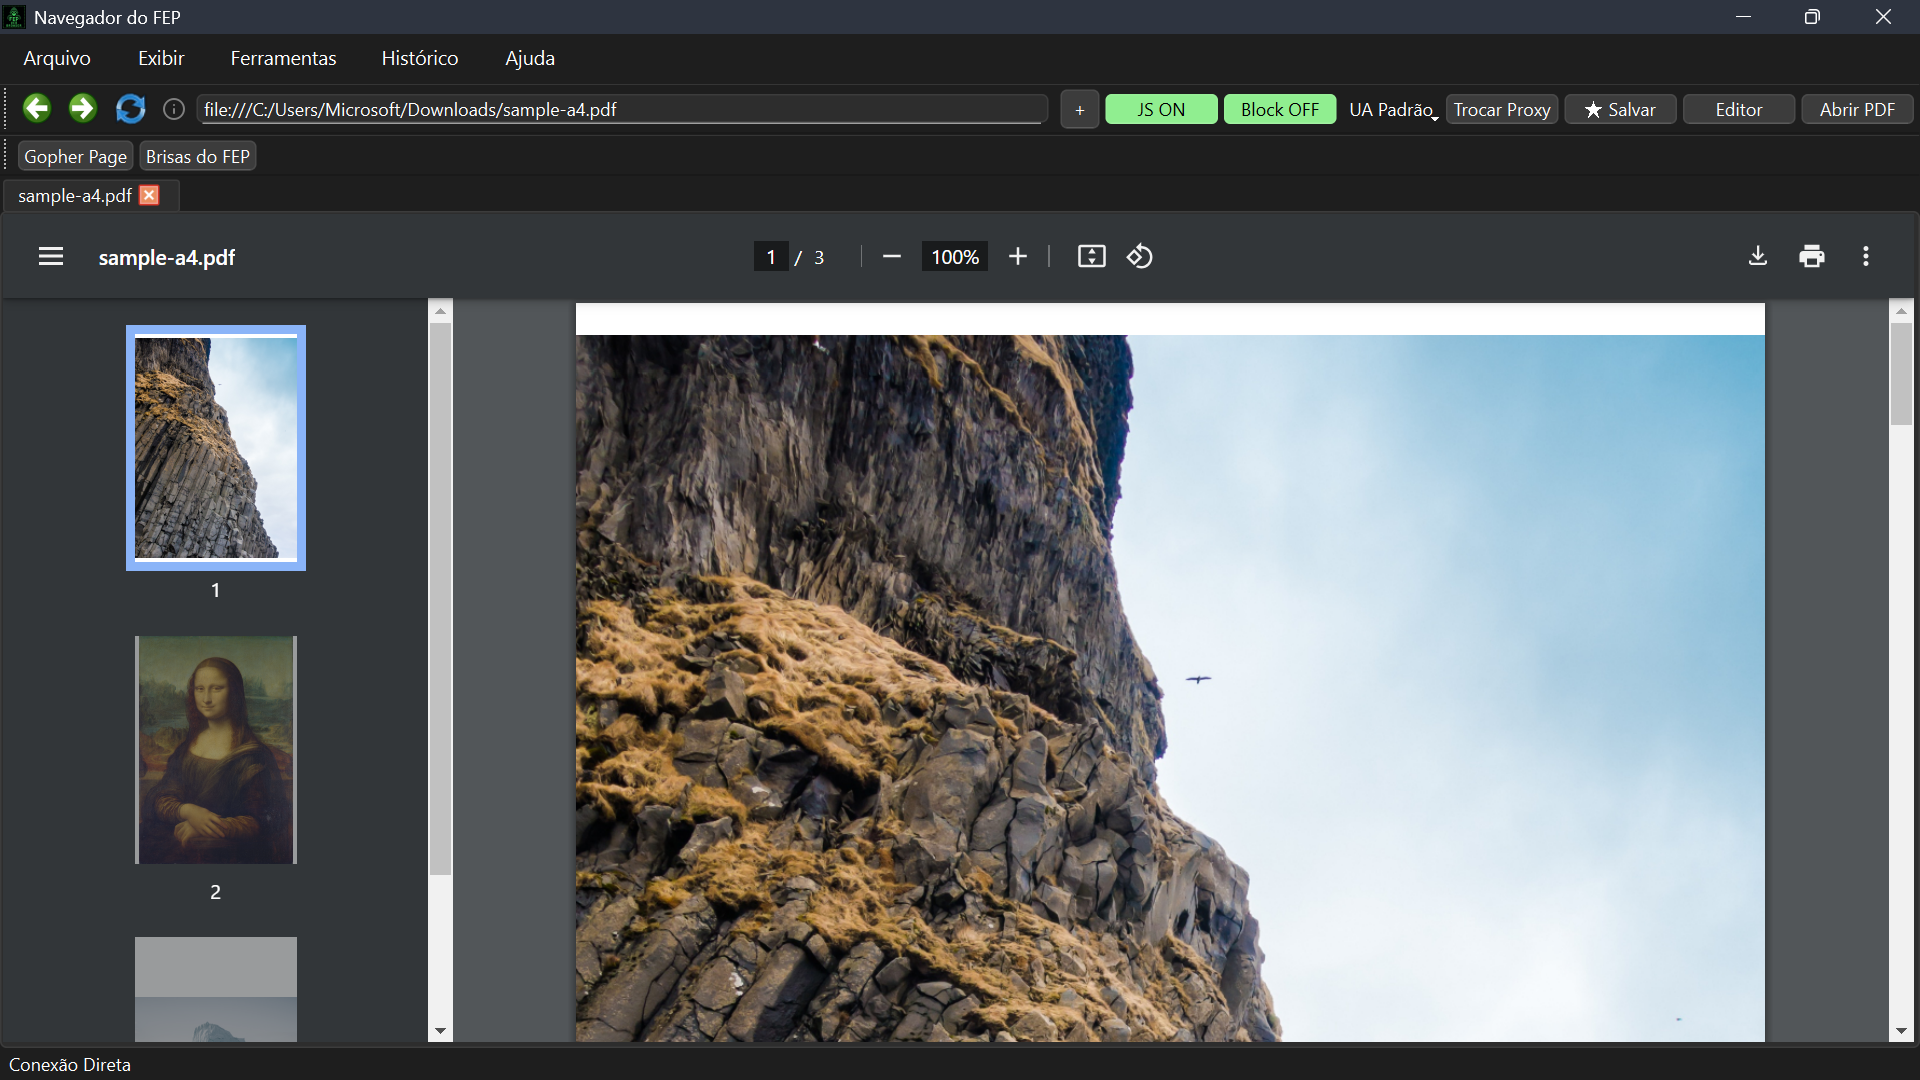 Navegador do FEP
Arquivo Exibir Ferramentas Histórico Ajuda
file:///C:/Users/Microsoft/Downloads/sample-a4.pdf + JS ON Block OFF UA Padrão Trocar Proxy ★ Salvar Editor Abrir PDF
Gopher Page Brisas do FEP
sample-a4.pdf
sample-a4.pdf 1 / 3 100%
1
2
Conexão Direta